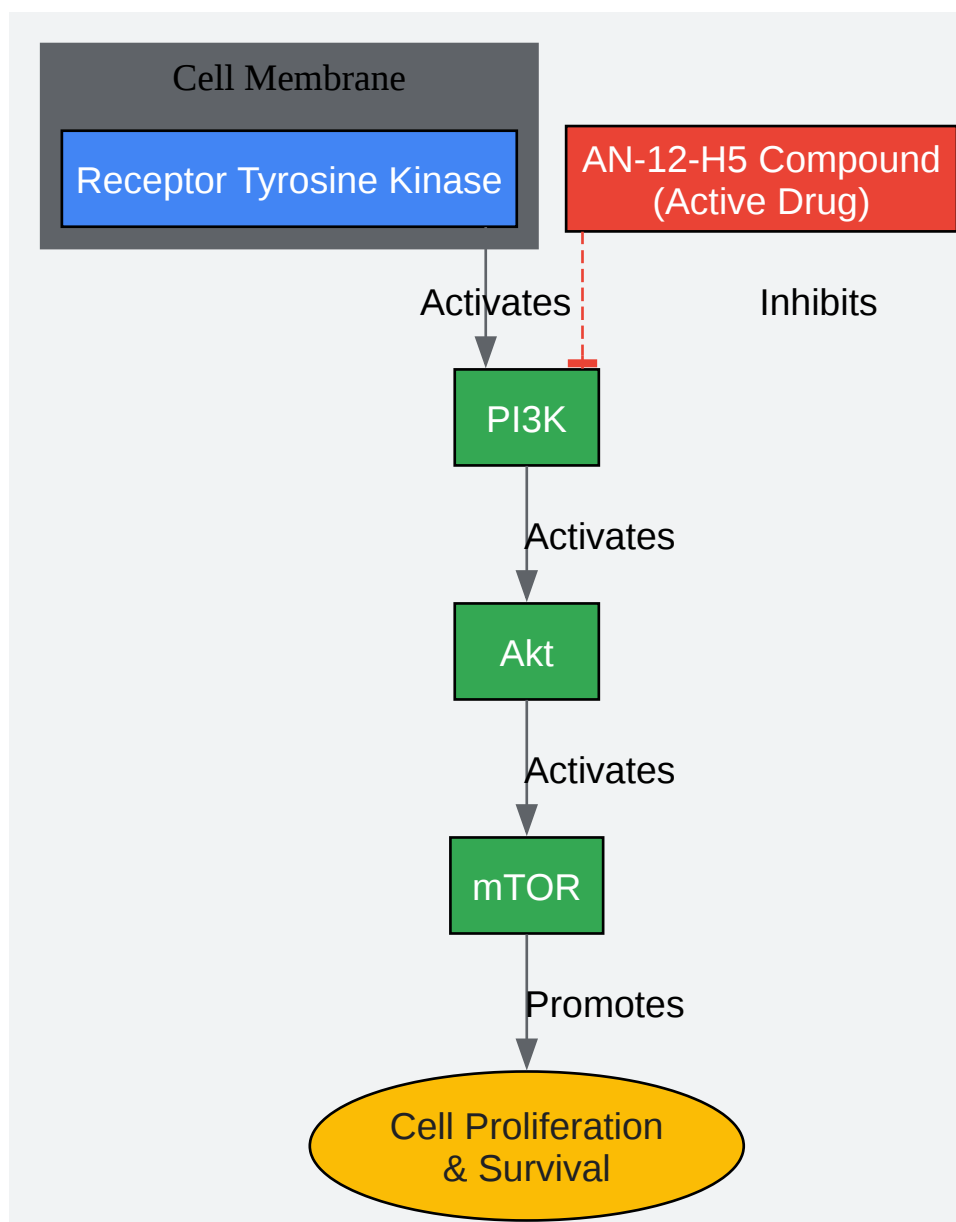 Cell Membrane
Receptor Tyrosine Kinase
AN-12-H5 Compound
(Active Drug)
Activates
Inhibits
PI3K
Activates
Akt
Activates
mTOR
Promotes
Cell Proliferation
& Survival